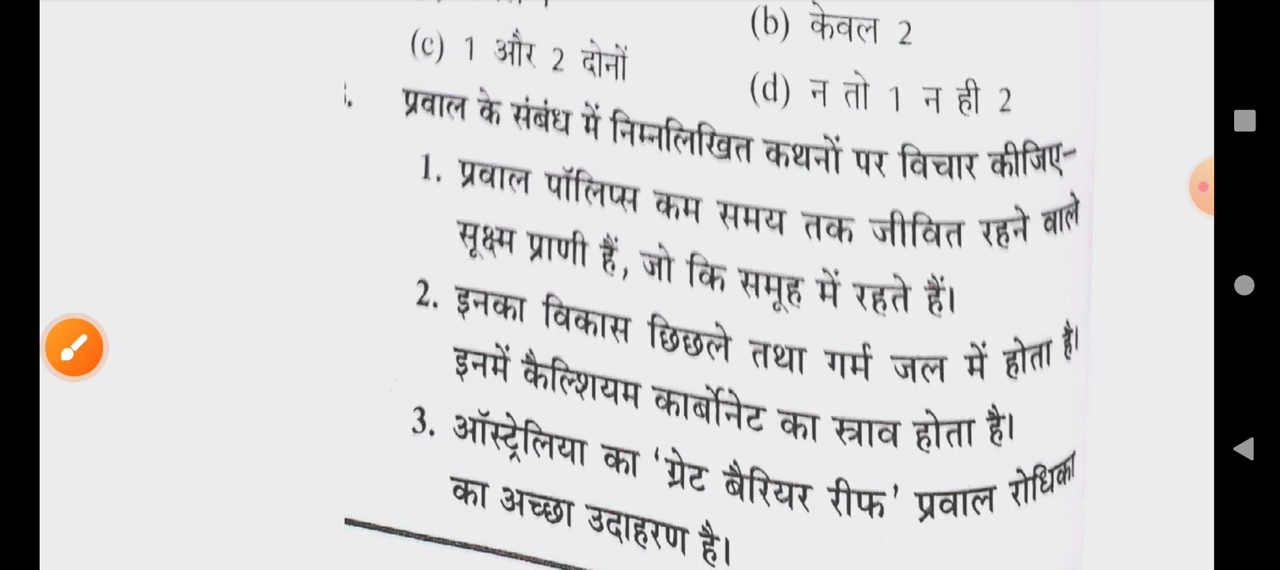 (b) केवल 2
(c) 1 और 2 दोनों
(d) न तो 1 न ही 2
प्रवाल के संबंध में निम्नलिखित कथनों पर विचार कीजिए-
1. प्रवाल पॉलिप्स कम समय तक जीवित रहने वाले
सूक्ष्म प्राणी हैं, जो कि समूह में रहते हैं।
2. इनका विकास छिछले तथा गर्म जल में होता है।
इनमें कैल्शियम कार्बोनेट का स्त्राव होता है।
3. ऑस्ट्रेलिया का ‘ग्रेट बैरियर रीफ’ प्रवाल रोधिका
का अच्छा उदाहरण है।